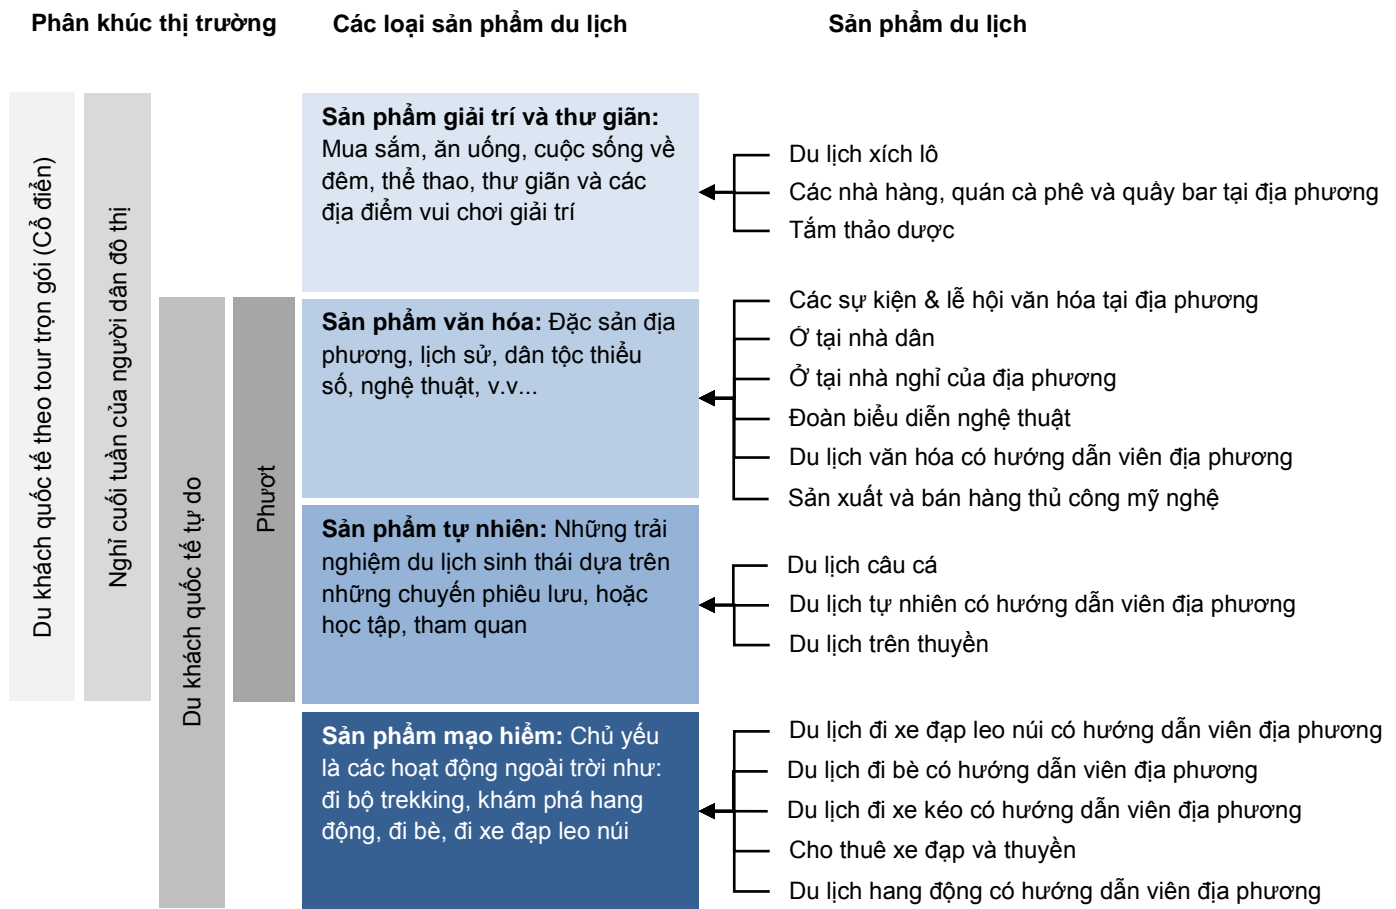 Phân khúc thị trường
Các loại sản phẩm du lịch
Sản phẩm du lịch
Du khách quốc tế theo tour trọn gói (Cổ điển)
Nghỉ cuối tuần của người dân đô thị
Du khách quốc tế tự do
Phượt
Sản phẩm giải trí và thư giãn:
Mua sắm, ăn uống, cuộc sống về
đêm, thể thao, thư giãn và các
địa điểm vui chơi giải trí
Du lịch xích lô
Các nhà hàng, quán cà phê và quầy bar tại địa phương
Tắm thảo dược
Sản phẩm văn hóa: Đặc sản địa
phương, lịch sử, dân tộc thiểu
số, nghệ thuật, v.v...
Các sự kiện & lễ hội văn hóa tại địa phương
Ở tại nhà dân
Ở tại nhà nghỉ của địa phương
Đoàn biểu diễn nghệ thuật
Du lịch văn hóa có hướng dẫn viên địa phương
Sản xuất và bán hàng thủ công mỹ nghệ
Sản phẩm tự nhiên: Những trải
nghiệm du lịch sinh thái dựa trên
những chuyến phiêu lưu, hoặc
học tập, tham quan
Du lịch câu cá
Du lịch tự nhiên có hướng dẫn viên địa phương
Du lịch trên thuyền
Sản phẩm mạo hiểm: Chủ yếu
là các hoạt động ngoài trời như:
đi bộ trekking, khám phá hang
động, đi bè, đi xe đạp leo núi
Du lịch đi xe đạp leo núi có hướng dẫn viên địa phương
Du lịch đi bè có hướng dẫn viên địa phương
Du lịch đi xe kéo có hướng dẫn viên địa phương
Cho thuê xe đạp và thuyền
Du lịch hang động có hướng dẫn viên địa phương